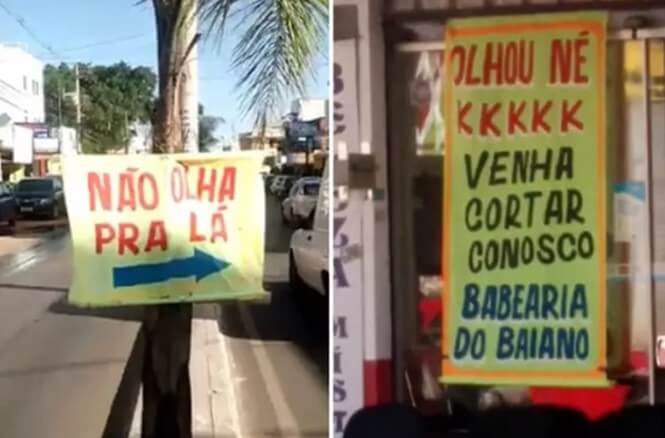 NÃO OLHA
PRA LÁ
OLHOU NÉ
KKKKK
VENHA
CORTAR
CONOSCO
BABEARIA
DO BAIANO